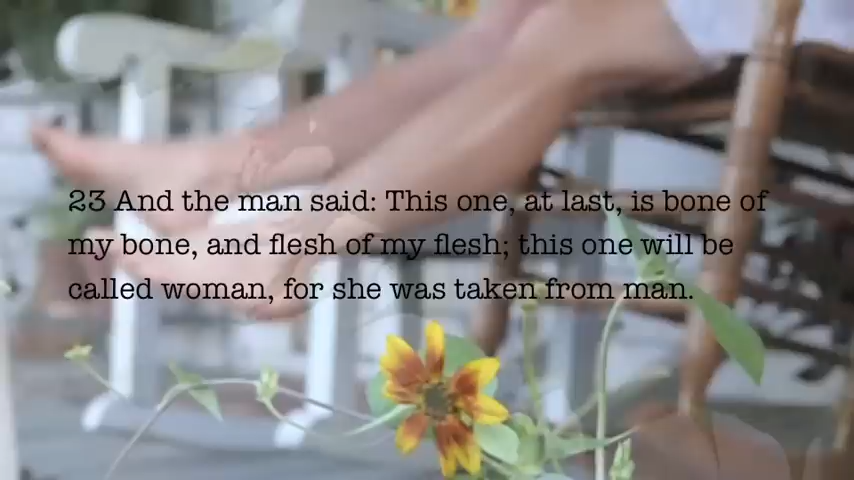 23 And the man said: This one, at last, is bone of
my bone, and flesh of my flesh; this one will be
called woman, for she was taken from man.